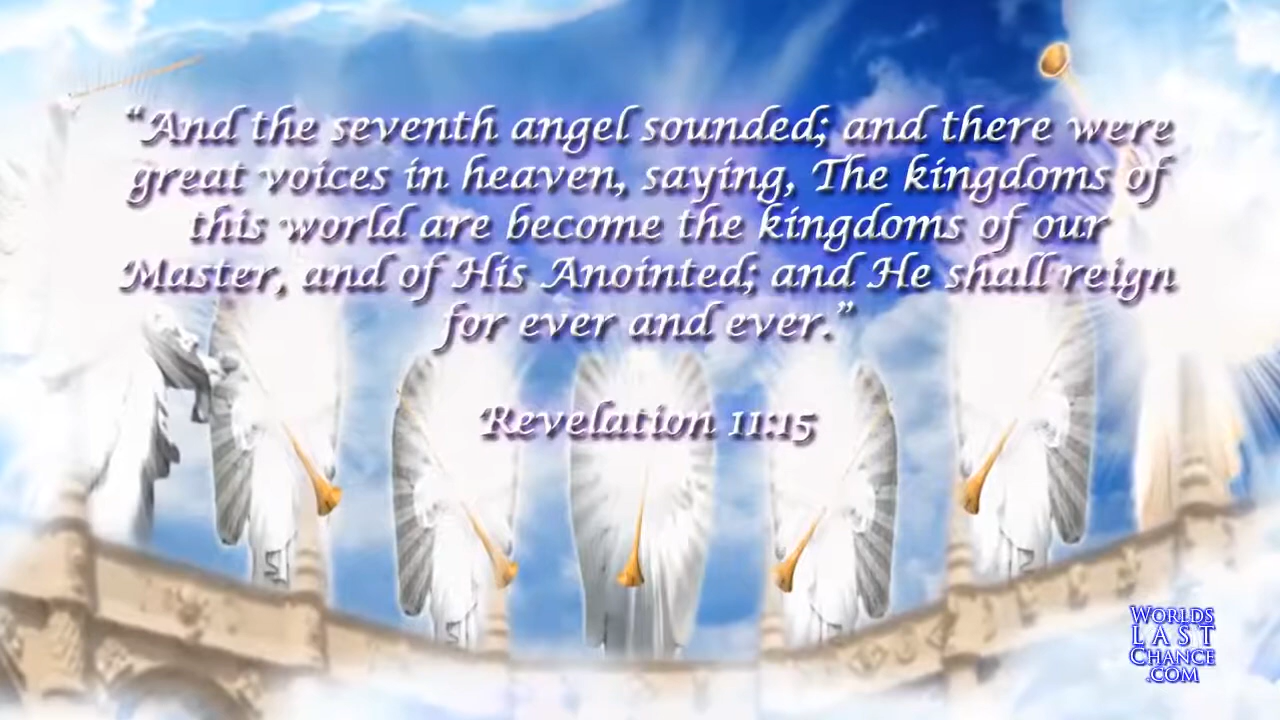 “And the seventh angel sounded; and there were
great voices in heaven, saying, The kingdoms of
this world are become the kingdoms of our
Master, and of His Anointed; and He shall reign
for ever and ever.”
Revelation 11:15
WORLDS
LAST
CHANCE
.COM